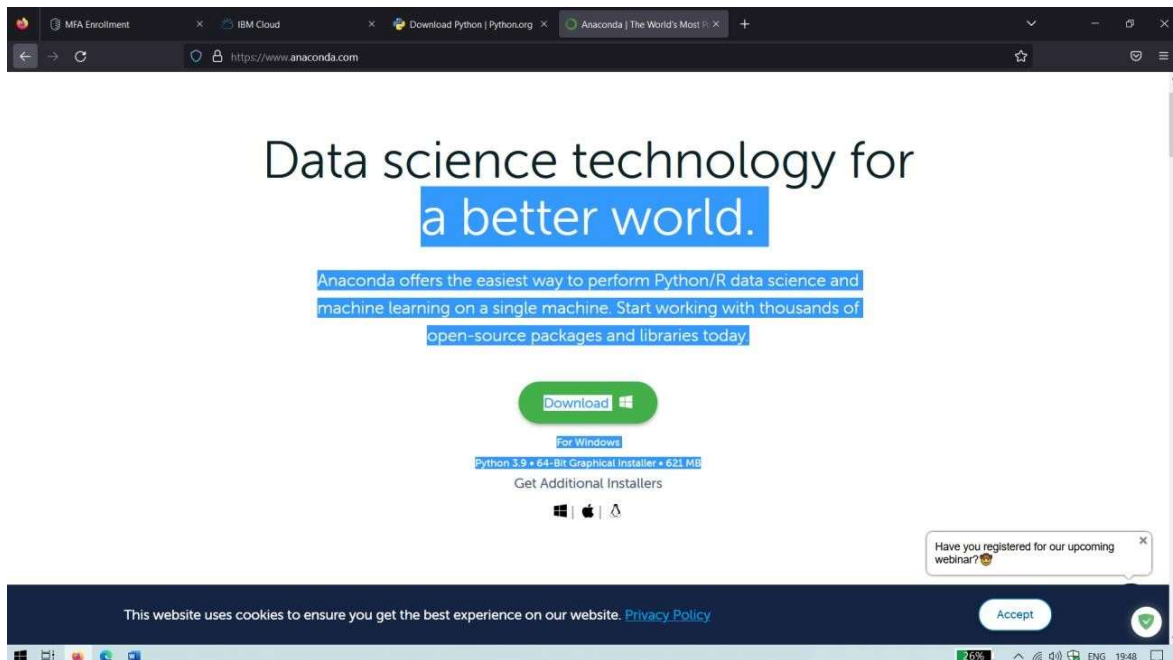 MFA Enrollment
IBM Cloud
Download Python | Python.org
Anaconda | The World's Most
https://www.anaconda.com
Data science technology for
a better world.
Anaconda offers the easiest way to perform Python/R data science and
machine learning on a single machine. Start working with thousands of
open-source packages and libraries today.
Download
For Windows
Python 3.9 • 64-Bit Graphical Installer • 621 MB
Get Additional Installers
| |
Have you registered for our upcoming
webinar?🤠
This website uses cookies to ensure you get the best experience on our website. Privacy Policy
Accept
26%
ENG
19:48